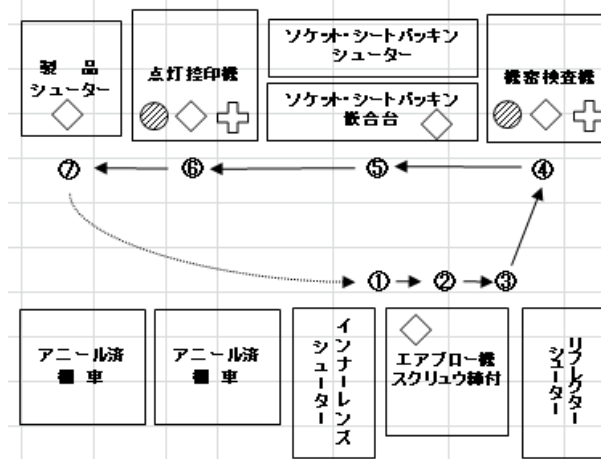 製 品
シューター
点灯控印機
ソケット・シートパッキン
シューター
ソケット・シートパッキン
嵌合台
機密検査機
⑦
⑥
⑤
④
①
②
③
アニール済
棚 車
アニール済
棚 車
インナーレンズ
シューター
エアブロー機
スクリュウ締付
リフレクター
シューター